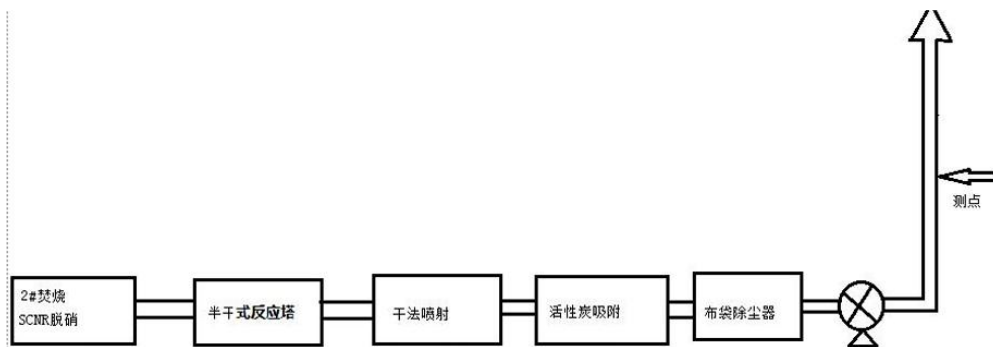 2#焚烧
SCNR脱硝
半干式反应塔
干法喷射
活性炭吸附
布袋除尘器
测点